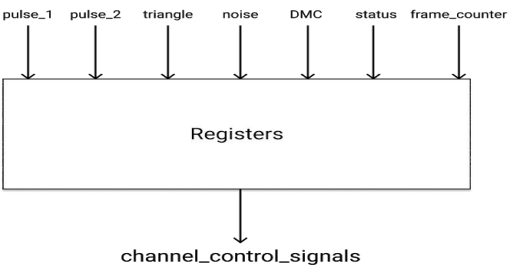 pulse_1 pulse_2 triangle noise DMC status frame_counter
Registers
channel_control_signals